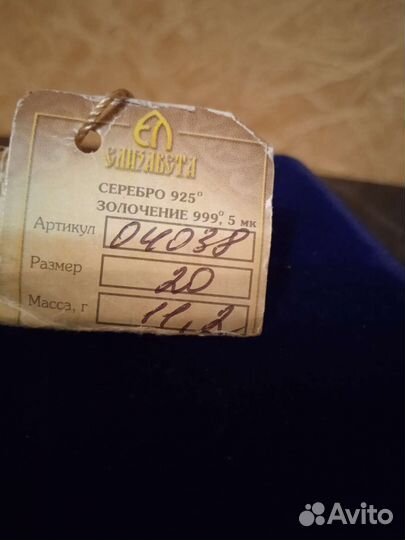 ЕЛ
ЕЛИЗАВЕТА
СЕРЕБРО 925°
ЗОЛОЧЕНИЕ 999°, 5 мк
Артикул 04038
Размер 20
Масса, г 11,2
Avito